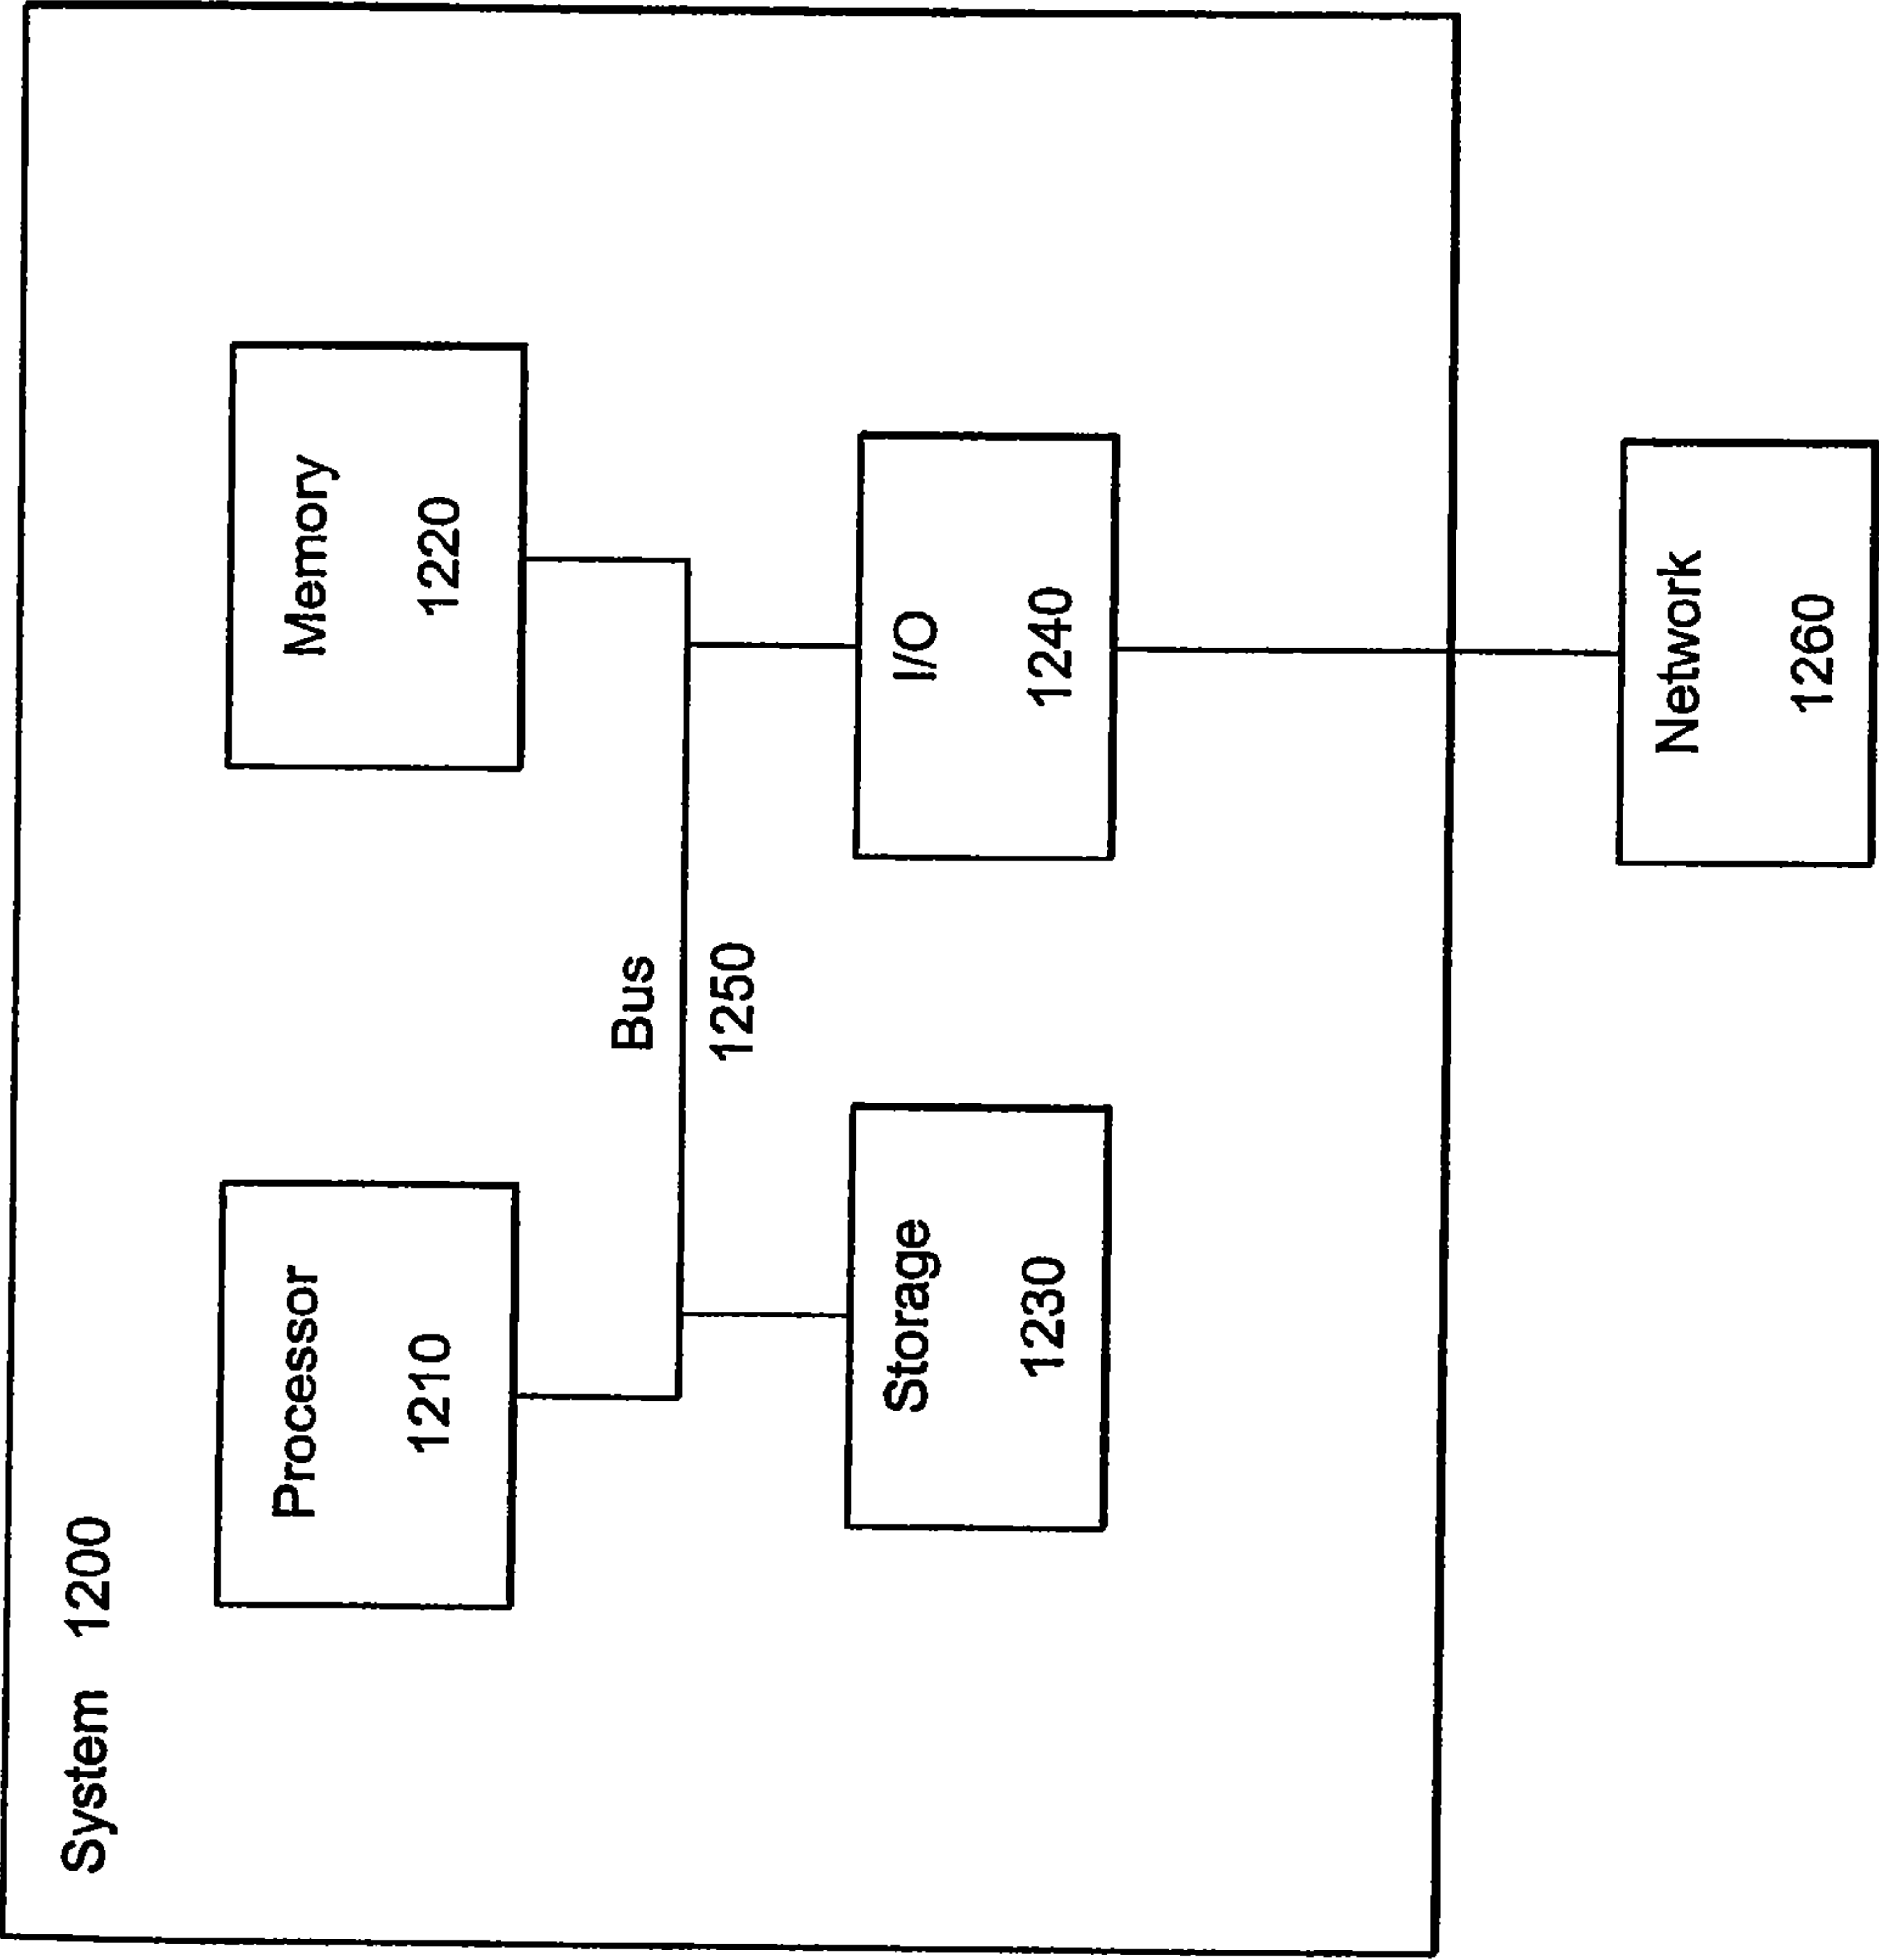 System 1200
Processor
1210
Memory
1220
Bus
1250
Storage
1230
I/O
1240
Network
1260